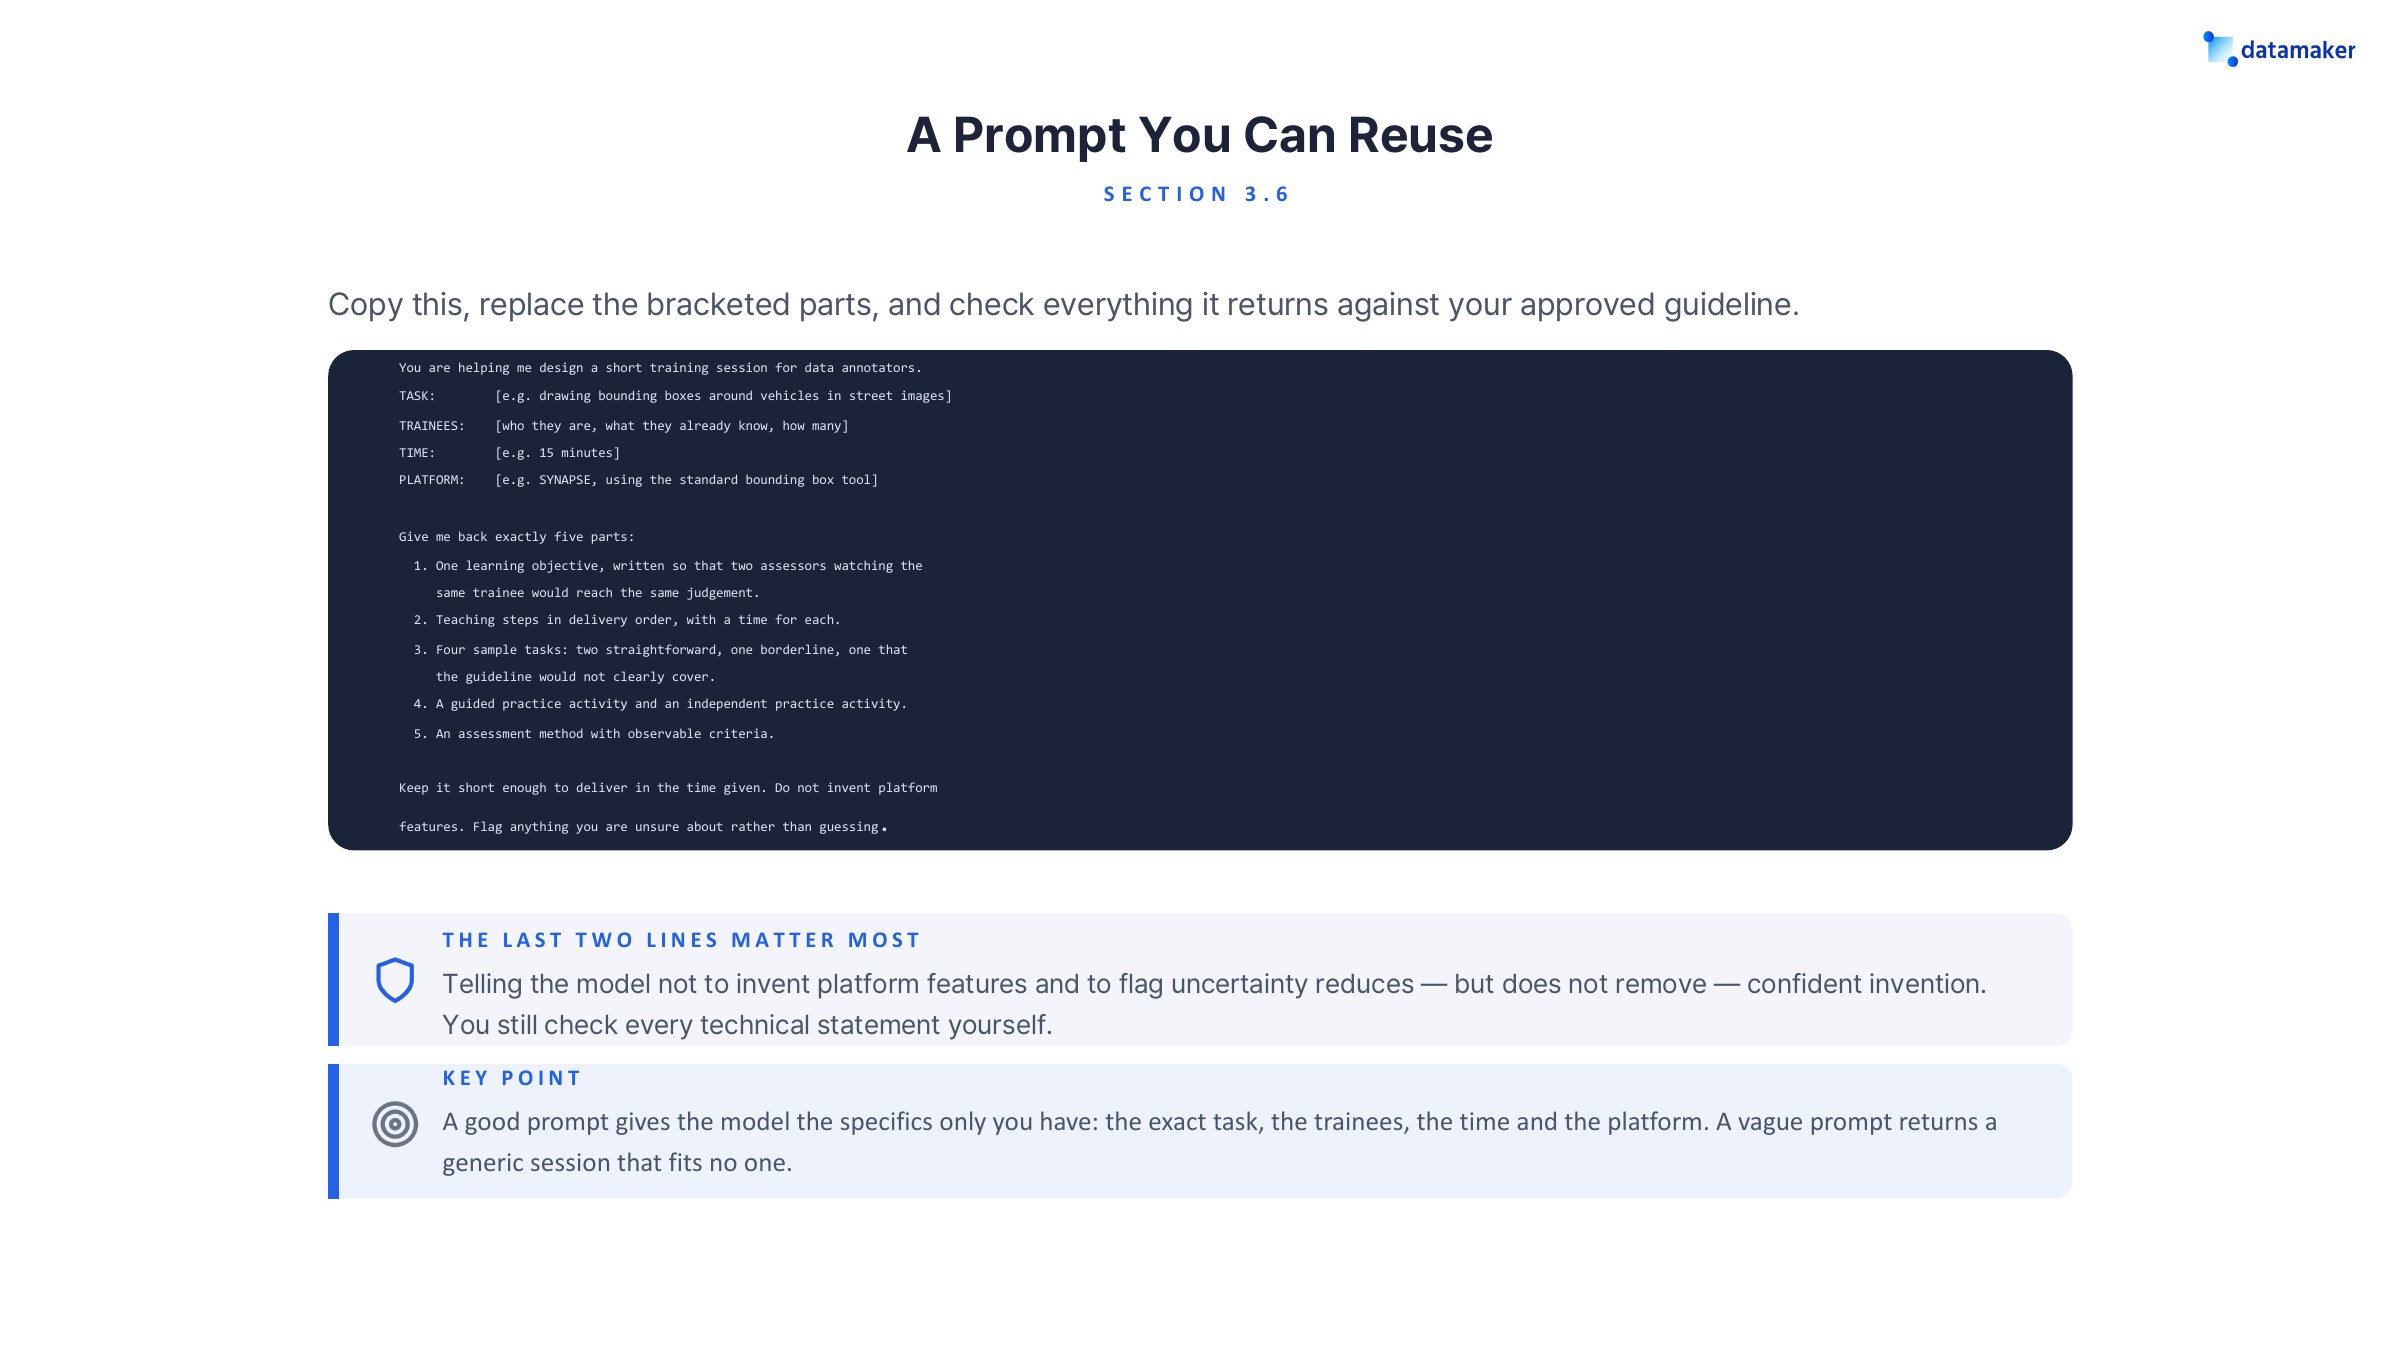 datamaker
A Prompt You Can Reuse
SECTION 3.6
Copy this, replace the bracketed parts, and check everything it returns against your approved guideline.
You are helping me design a short training session for data annotators.
TASK: [e.g. drawing bounding boxes around vehicles in street images]
TRAINEES: [who they are, what they already know, how many]
TIME: [e.g. 15 minutes]
PLATFORM: [e.g. SYNAPSE, using the standard bounding box tool]
Give me back exactly five parts:
1. One learning objective, written so that two assessors watching the
same trainee would reach the same judgement.
2. Teaching steps in delivery order, with a time for each.
3. Four sample tasks: two straightforward, one borderline, one that
the guideline would not clearly cover.
4. A guided practice activity and an independent practice activity.
5. An assessment method with observable criteria.
Keep it short enough to deliver in the time given. Do not invent platform
features. Flag anything you are unsure about rather than guessing.
THE LAST TWO LINES MATTER MOST
Telling the model not to invent platform features and to flag uncertainty reduces — but does not remove — confident invention.
You still check every technical statement yourself.
KEY POINT
A good prompt gives the model the specifics only you have: the exact task, the trainees, the time and the platform. A vague prompt returns a
generic session that fits no one.